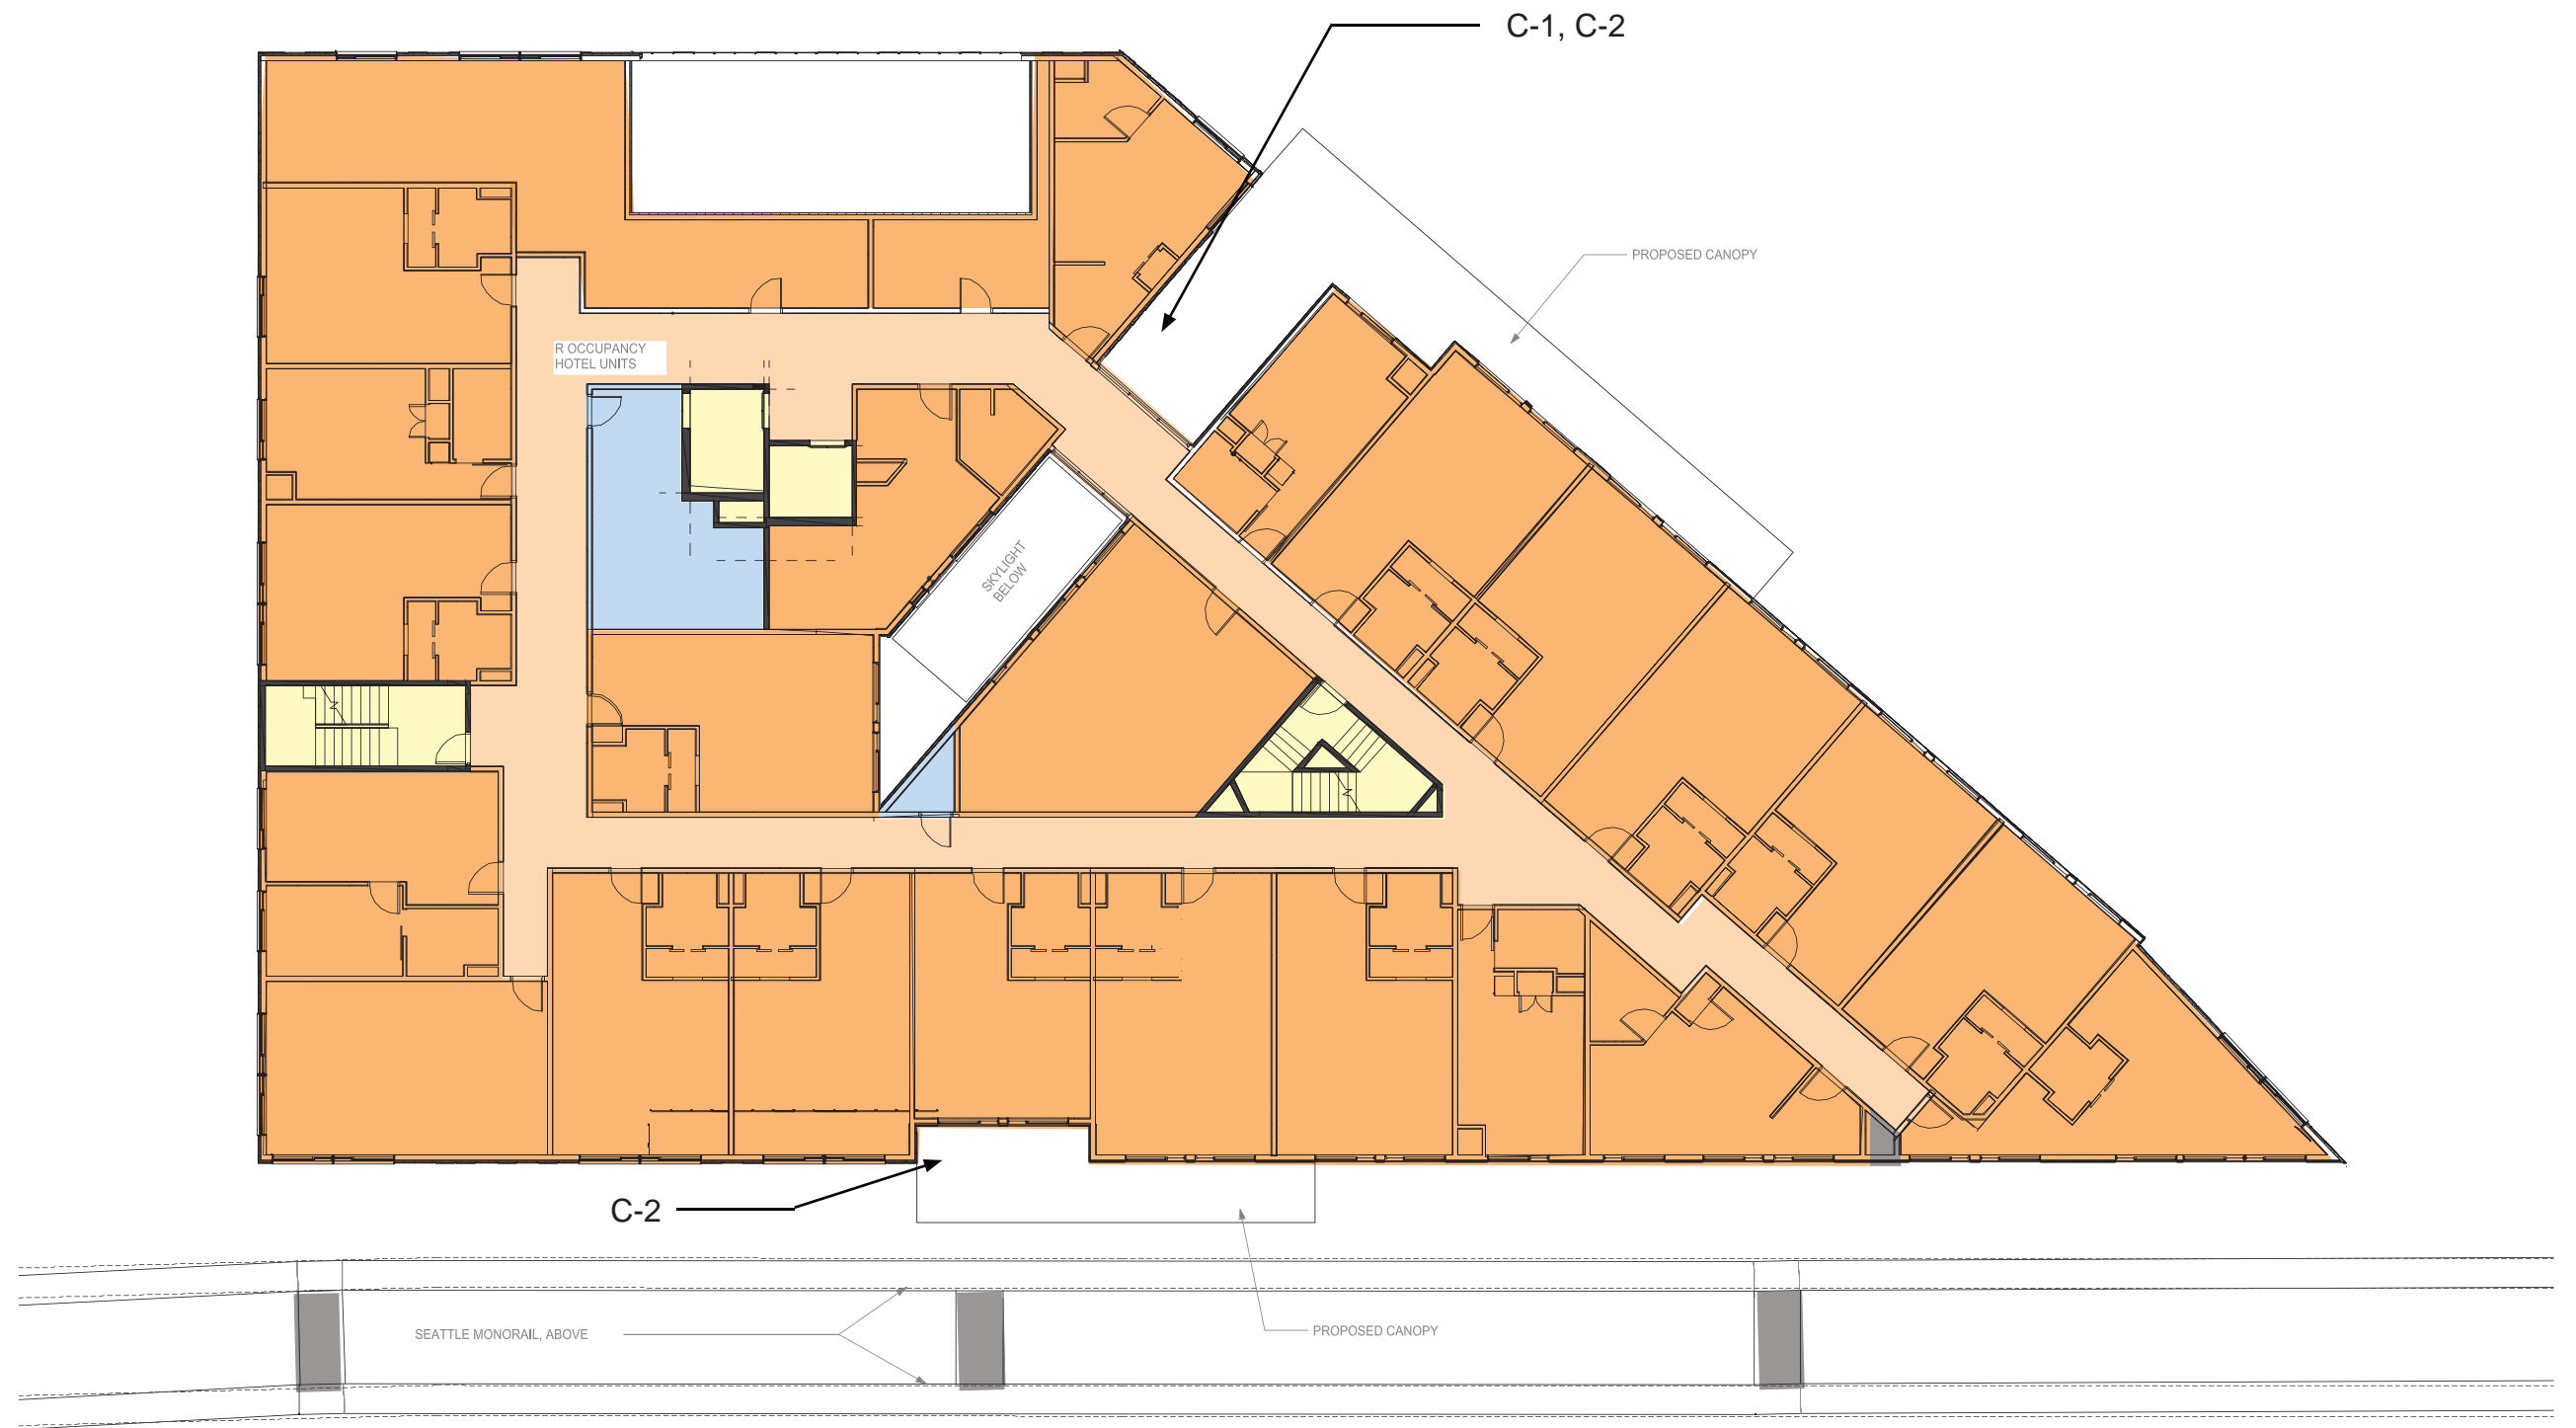 C-1, C-2
PROPOSED CANOPY
R OCCUPANCY
HOTEL UNITS
SKYLIGHT
BELOW
C-2
SEATTLE MONORAIL, ABOVE
PROPOSED CANOPY